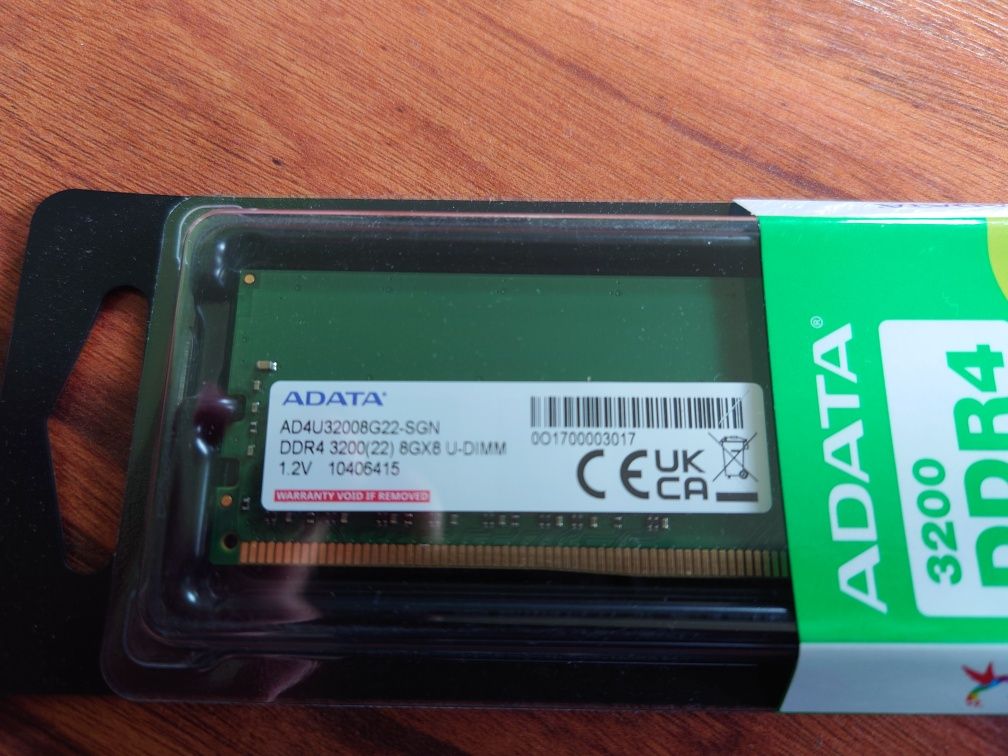 ADATA®
AD4U32008G22-SGN
DDR4 3200(22) 8GX8 U-DIMM
1.2V 10406415
WARRANTY VOID IF REMOVED
0O1700003017
CE UK
CA
ADATA®
3200
DDR4